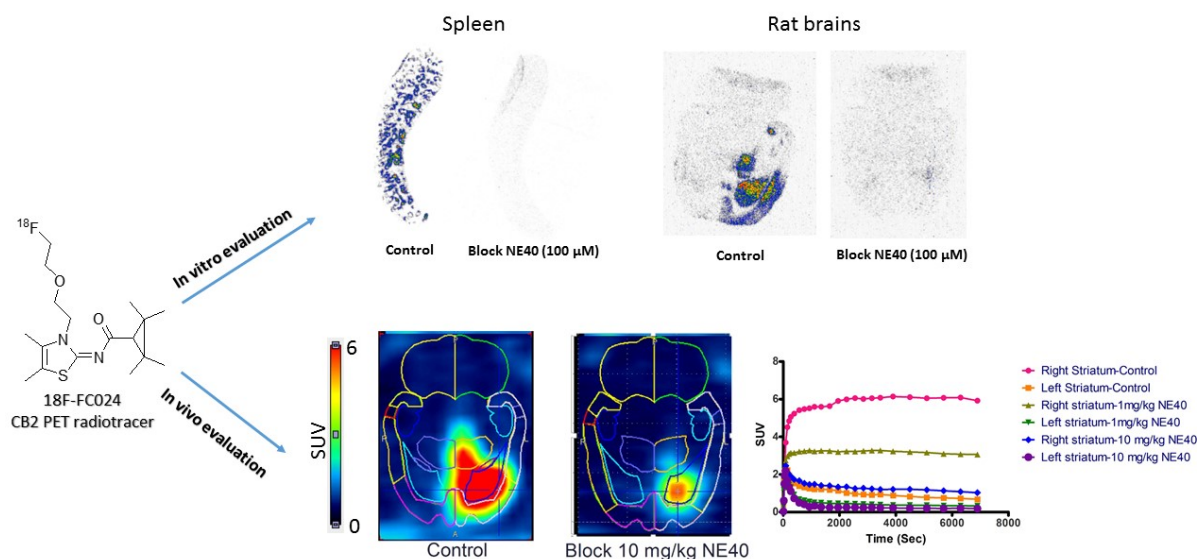 Spleen
Rat brains
Control
Block NE40 (100 µM)
Control
Block NE40 (100 µM)
In vitro evaluation
In vivo evaluation
18F
O
N
O
N
S
18F-FC024
CB2 PET radiotracer
6
SUV
0
Control
Block 10 mg/kg NE40
8
6
4
2
0
SUV
0
2000
4000
6000
8000
Time (Sec)
Right Striatum-Control
Left Striatum-Control
Right striatum-1mg/kg NE40
Left striatum-1mg/kg NE40
Right striatum-10 mg/kg NE40
Left striatum-10 mg/kg NE40